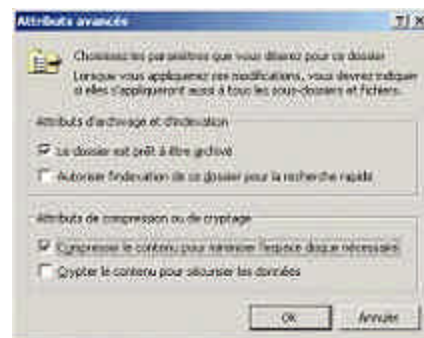 Attributs avancés
Choisissez les paramètres que vous désirez pour ce dossier
Lorsque vous appliquerez ces modifications, vous devrez indiquer
si elles s'appliqueront aussi à tous les sous-dossiers et fichiers.
Attributs d'archivage et d'indexation
Le dossier est prêt à être archivé
Autoriser l'indexation de ce dossier pour la recherche rapide
Attributs de compression ou de cryptage
Compresser le contenu pour minimiser l'espace disque nécessaire
Crypter le contenu pour sécuriser les données
OK Annuler